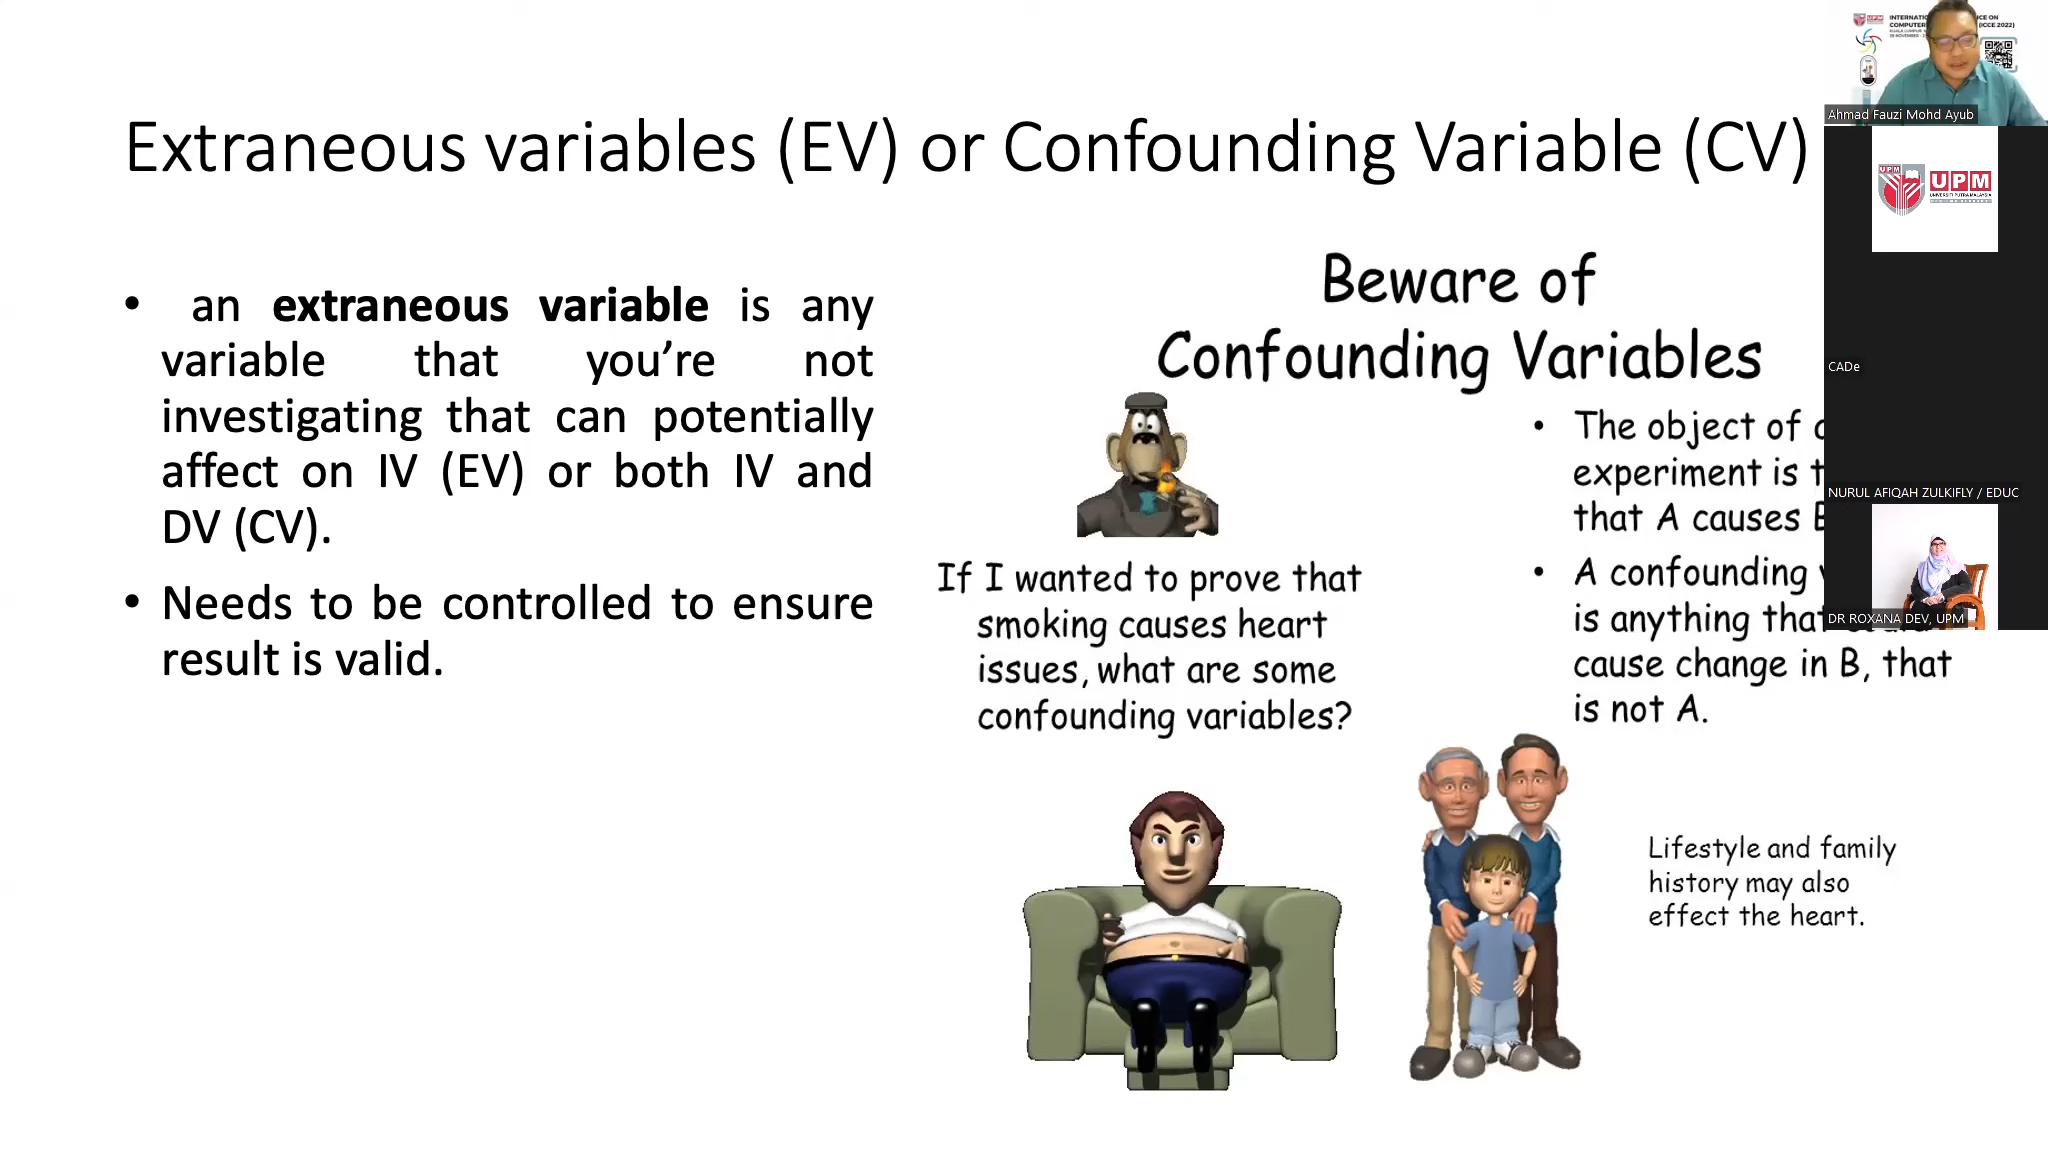 Extraneous variables (EV) or Confounding Variable (CV)
• an extraneous variable is any
variable that you’re not
investigating that can potentially
affect on IV (EV) or both IV and
DV (CV).
• Needs to be controlled to ensure
result is valid.
Beware of
Confounding Variables
If I wanted to prove that
smoking causes heart
issues, what are some
confounding variables?
• The object of
experiment is
that A causes
• A confounding
is anything that
cause change in B, that
is not A.
Lifestyle and family
history may also
effect the heart.
Ahmad Fauzi Mohd Ayub
UPM
UPM
UNIVERSITI PUTRA MALAYSIA
CADe
NURUL AFIQAH ZULKIFLY / EDUC
DR ROXANA DEV, UPM